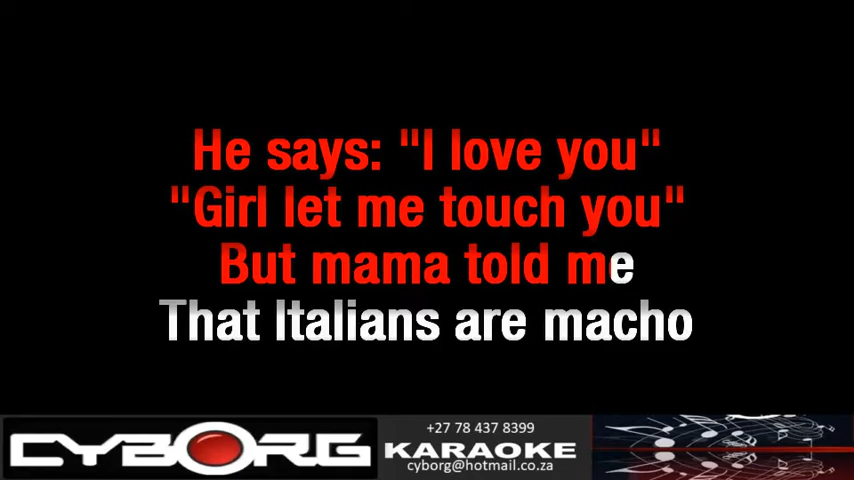 He says: "I love you"
"Girl let me touch you"
But mama told me
That Italians are macho
CYBORG
+27 78 437 8399
KARAOKE
cyborg@hotmail.co.za